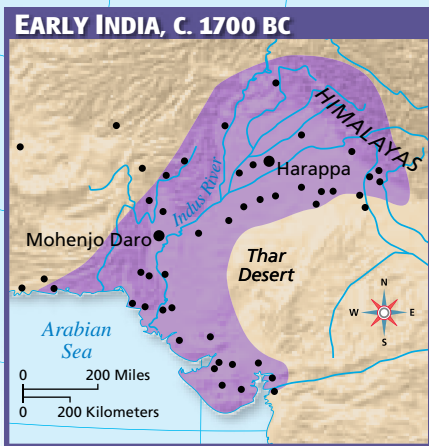 EARLY INDIA, C. 1700 BC
HIMALAYAS
Indus River
Harappa
Mohenjo Daro
Thar
Desert
N
W E
S
Arabian
Sea
0 200 Miles
0 200 Kilometers